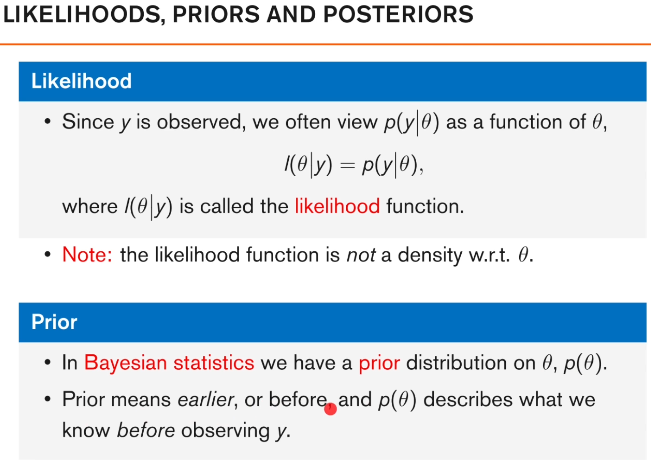 LIKELIHOODS, PRIORS AND POSTERIORS
Likelihood
• Since y is observed, we often view p(y|θ) as a function of θ,
l(θ|y) = p(y|θ),
where l(θ|y) is called the likelihood function.
• Note: the likelihood function is not a density w.r.t. θ.
Prior
• In Bayesian statistics we have a prior distribution on θ, p(θ).
• Prior means earlier, or before, and p(θ) describes what we
know before observing y.